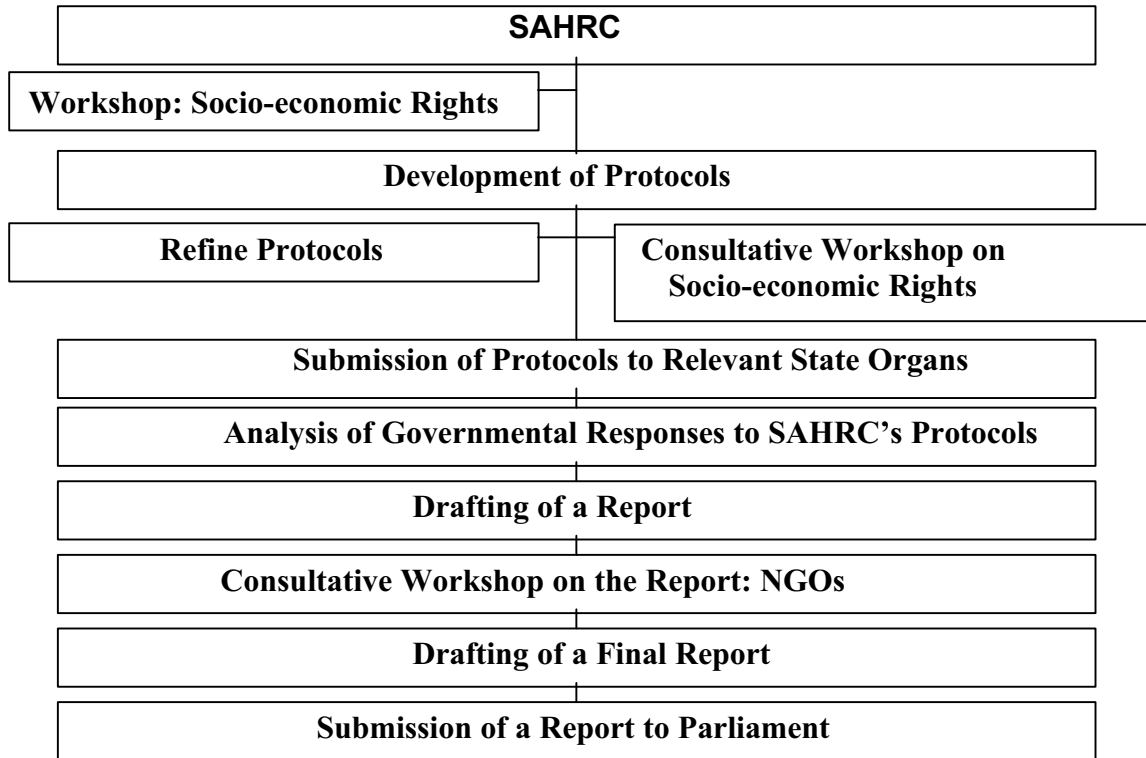 SAHRC
Workshop: Socio-economic Rights
Development of Protocols
Refine Protocols
Consultative Workshop on
Socio-economic Rights
Submission of Protocols to Relevant State Organs
Analysis of Governmental Responses to SAHRC’s Protocols
Drafting of a Report
Consultative Workshop on the Report: NGOs
Drafting of a Final Report
Submission of a Report to Parliament